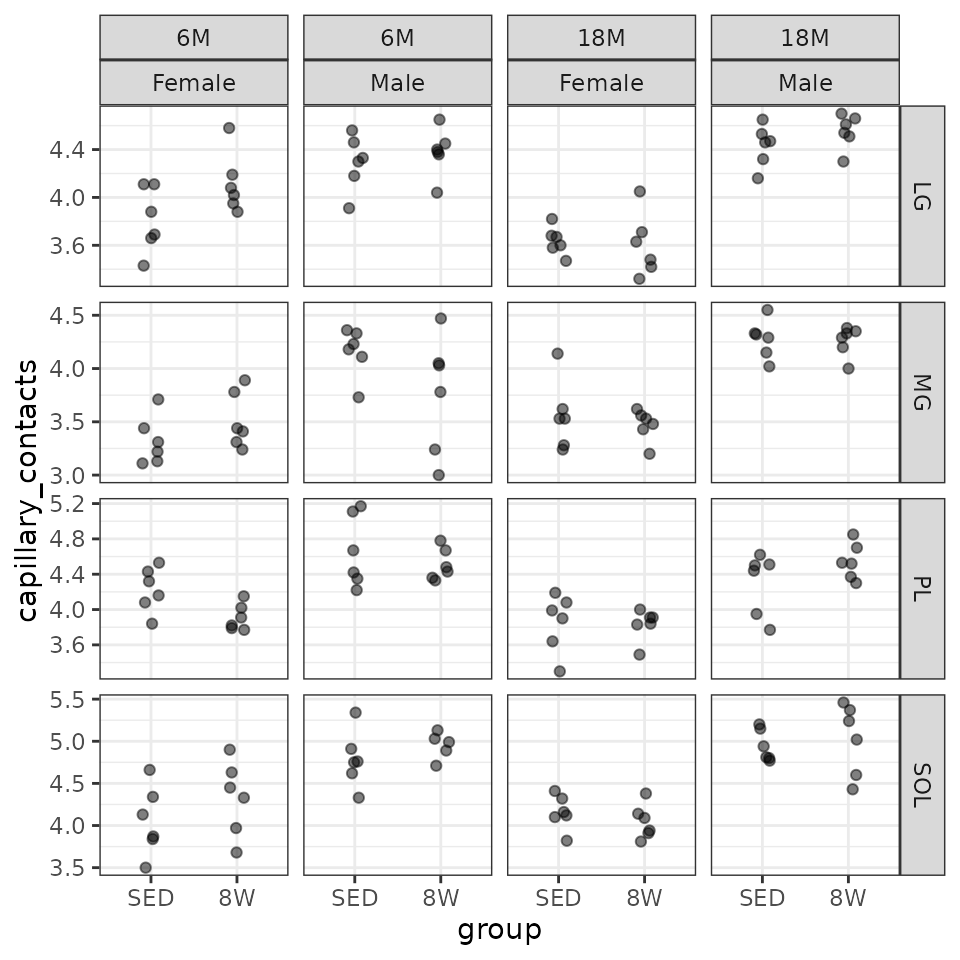 6M 6M 18M 18M
Female Male Female Male
4.4
4.0
3.6
LG
4.5
4.0
3.5
3.0
MG
5.2
4.8
4.4
4.0
3.6
PL
5.5
5.0
4.5
4.0
3.5
SOL
capillary_contacts
SED 8W SED 8W SED 8W SED 8W
group